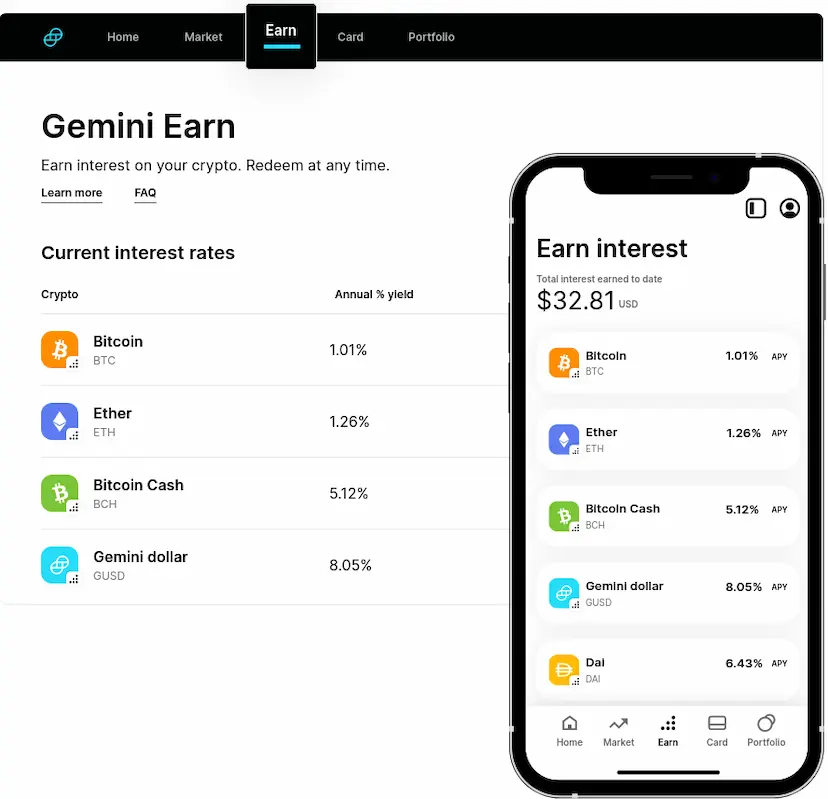 Home Market Earn Card Portfolio
Gemini Earn
Earn interest on your crypto. Redeem at any time.
Learn more FAQ
Current interest rates
Crypto Annual % yield
Bitcoin
BTC
1.01%
Ether
ETH
1.26%
Bitcoin Cash
BCH
5.12%
Gemini dollar
GUSD
8.05%
Earn interest
Total interest earned to date
$32.81 USD
Bitcoin
BTC
1.01% APY
Ether
ETH
1.26% APY
Bitcoin Cash
BCH
5.12% APY
Gemini dollar
GUSD
8.05% APY
Dai
DAI
6.43% APY
Home Market Earn Card Portfolio